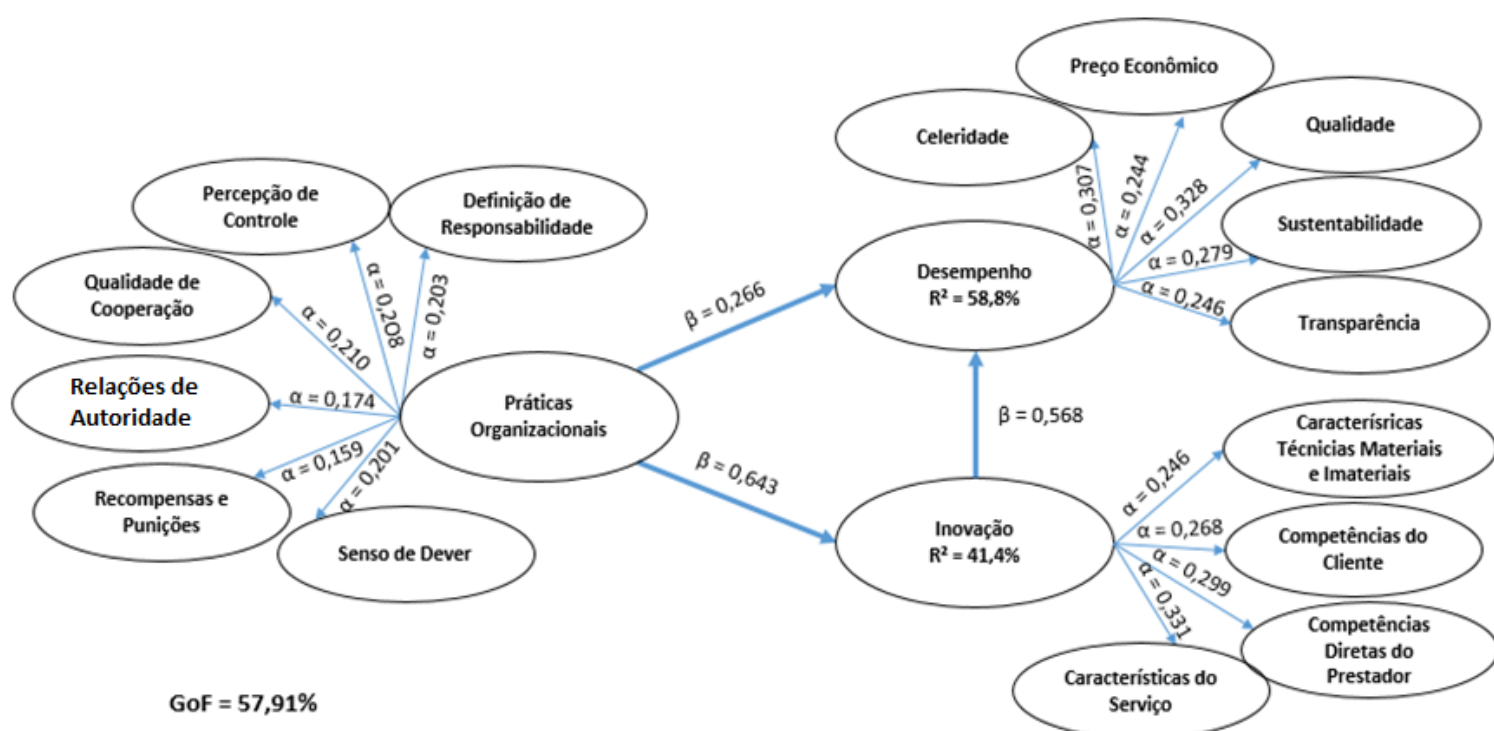 Preço Econômico
Celeridade
Qualidade
α = 0,307
α = 0,244
α = 0,328
Percepção de
Controle
Definição de
Responsabilidade
Sustentabilidade
α = 0,279
Desempenho
R² = 58,8%
Qualidade de
Cooperação
α = 0,208
α = 0,203
α = 0,210
β = 0,266
α = 0,246
Transparência
Relações de
Autoridade
α = 0,174
Práticas
Organizacionais
β = 0,568
α = 0,159
α = 0,201
β = 0,643
Caracterísricas
Técnicias Materiais
e Imateriais
α = 0,246
Recompensas e
Punições
Senso de Dever
Inovação
R² = 41,4%
α = 0,268
Competências do
Cliente
α = 0,299
α = 0,331
Competências
Diretas do
Prestador
Características do
Serviço
GoF = 57,91%